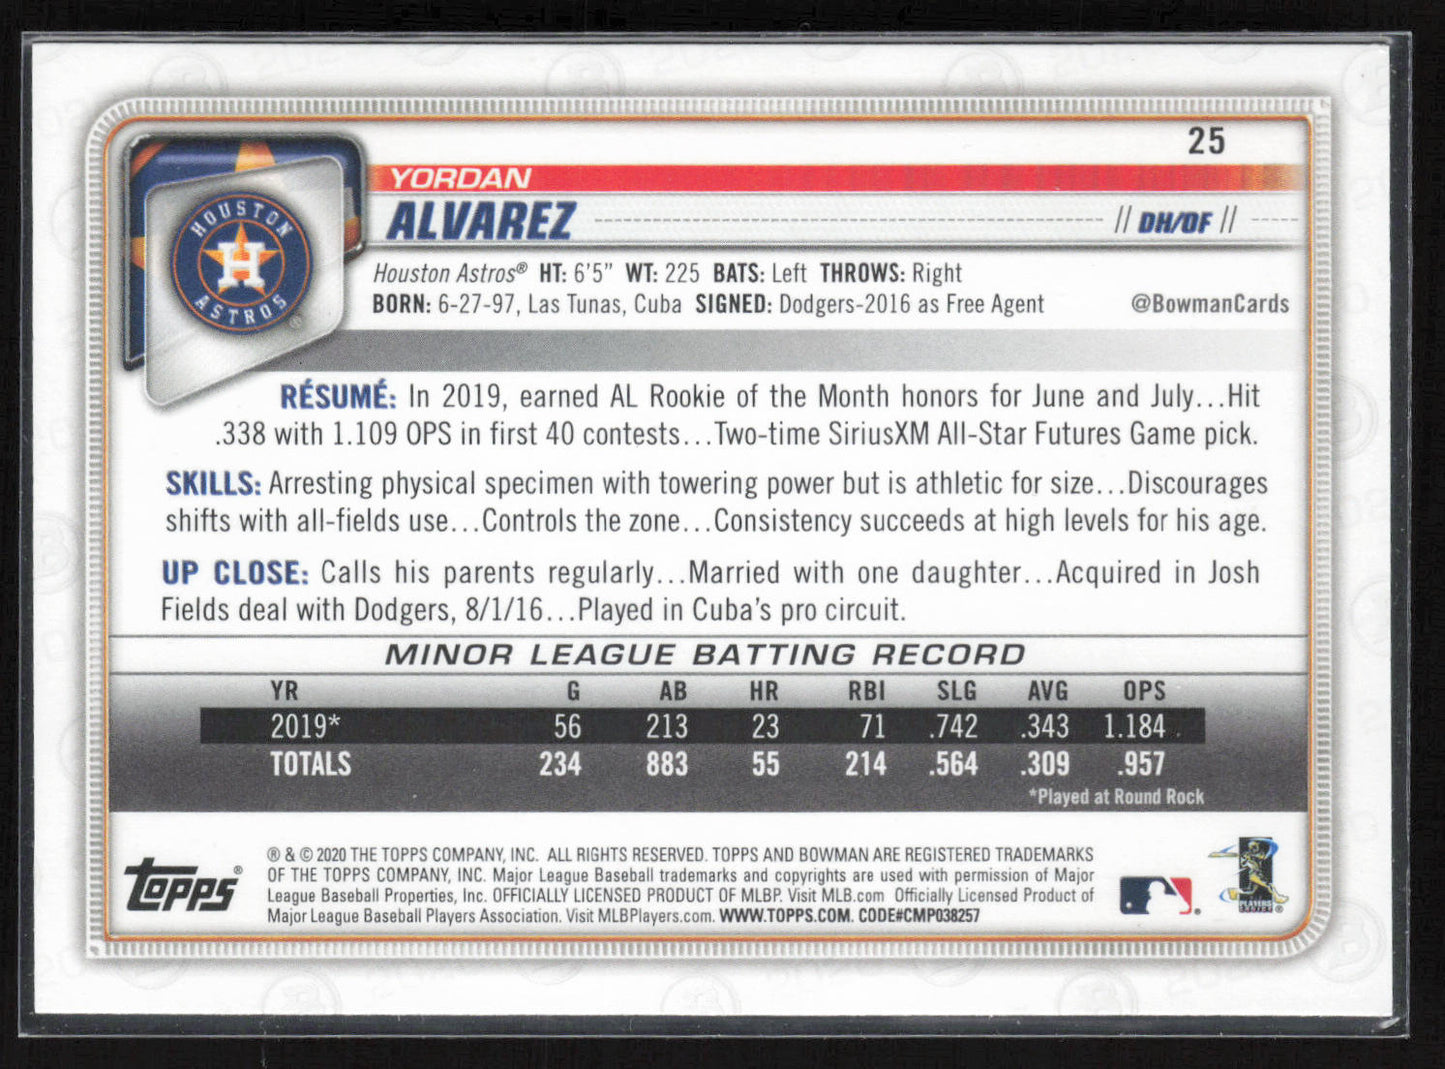 25
YORDAN
ALVAREZ // DH/OF //
HOUSTON
H
ASTROS
®
Houston Astros® HT: 6'5" WT: 225 BATS: Left THROWS: Right
BORN: 6-27-97, Las Tunas, Cuba SIGNED: Dodgers-2016 as Free Agent @BowmanCards
RÉSUMÉ: In 2019, earned AL Rookie of the Month honors for June and July...Hit
.338 with 1.109 OPS in first 40 contests...Two-time SiriusXM All-Star Futures Game pick.
SKILLS: Arresting physical specimen with towering power but is athletic for size...Discourages
shifts with all-fields use...Controls the zone...Consistency succeeds at high levels for his age.
UP CLOSE: Calls his parents regularly...Married with one daughter...Acquired in Josh
Fields deal with Dodgers, 8/1/16...Played in Cuba's pro circuit.
MINOR LEAGUE BATTING RECORD
YR G AB HR RBI SLG AVG OPS
2019* 56 213 23 71 .742 .343 1.184
TOTALS 234 883 55 214 .564 .309 .957
*Played at Round Rock
topps®
® & © 2020 THE TOPPS COMPANY, INC. ALL RIGHTS RESERVED. TOPPS AND BOWMAN ARE REGISTERED TRADEMARKS
OF THE TOPPS COMPANY, INC. Major League Baseball trademarks and copyrights are used with permission of Major
League Baseball Properties, Inc. OFFICIALLY LICENSED PRODUCT OF MLBP. Visit MLB.com Officially Licensed Product of
Major League Baseball Players Association. Visit MLBPlayers.com. WWW.TOPPS.COM. CODE#CMP038257
PLAYERS
CHOICE ®